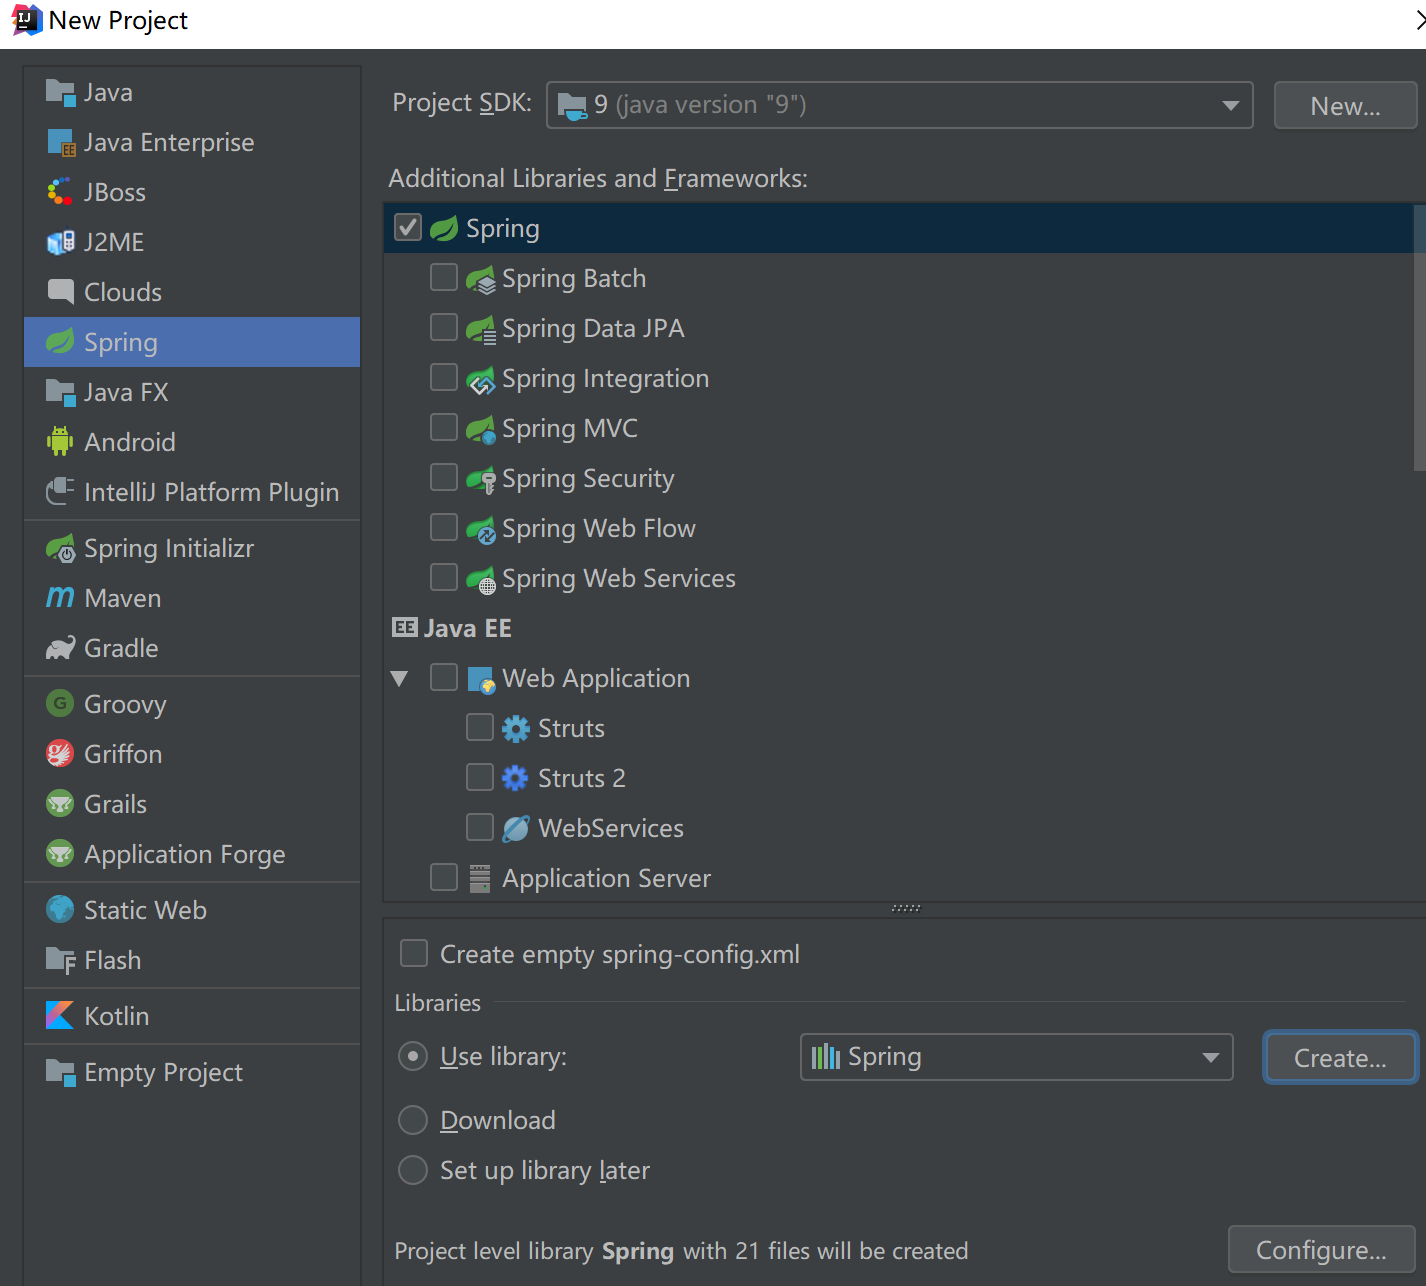 New Project
Java
Java Enterprise
JBoss
J2ME
Clouds
Spring
Java FX
Android
IntelliJ Platform Plugin
Spring Initializr
Maven
Gradle
Groovy
Griffon
Grails
Application Forge
Static Web
Flash
Kotlin
Empty Project
Project SDK: 9 (java version "9") New...
Additional Libraries and Frameworks:
Spring
Spring Batch
Spring Data JPA
Spring Integration
Spring MVC
Spring Security
Spring Web Flow
Spring Web Services
Java EE
Web Application
Struts
Struts 2
WebServices
Application Server
Create empty spring-config.xml
Libraries
Use library: Spring Create...
Download
Set up library later
Project level library Spring with 21 files will be created Configure...